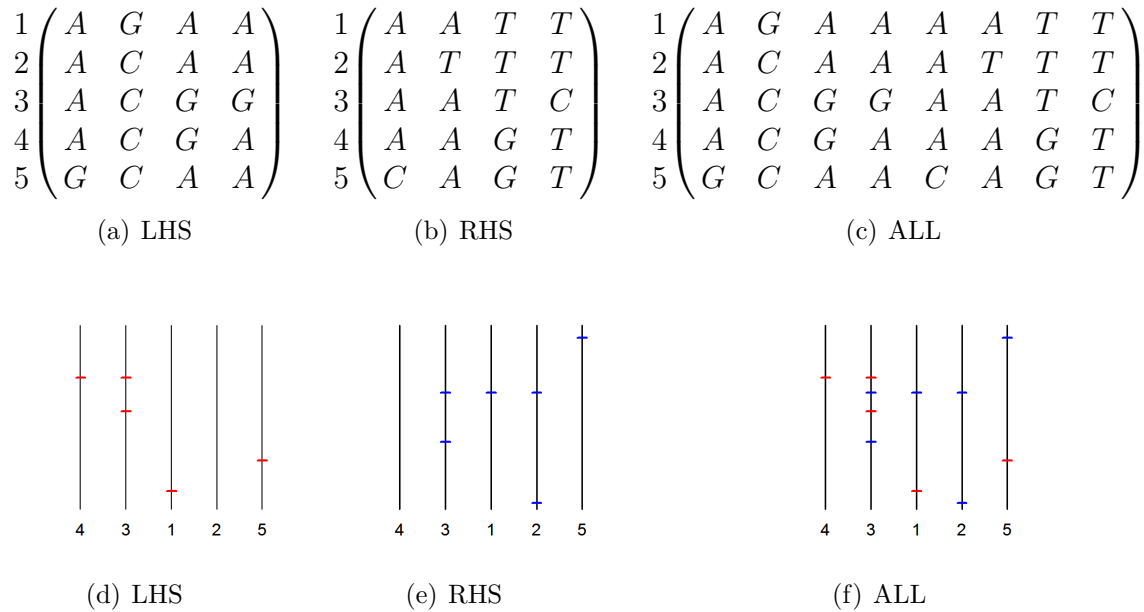 1 A G A A 1 A A T T 1 A G A A A A T T
2 A C A A 2 A T T T 2 A C A A A T T T
3 A C G G 3 A A T C 3 A C G G A A T C
4 A C G A 4 A A G T 4 A C G A A A G T
5 G C A A 5 C A G T 5 G C A A C A G T
(a) LHS (b) RHS (c) ALL
4 3 1 2 5 4 3 1 2 5 4 3 1 2 5
(d) LHS (e) RHS (f) ALL